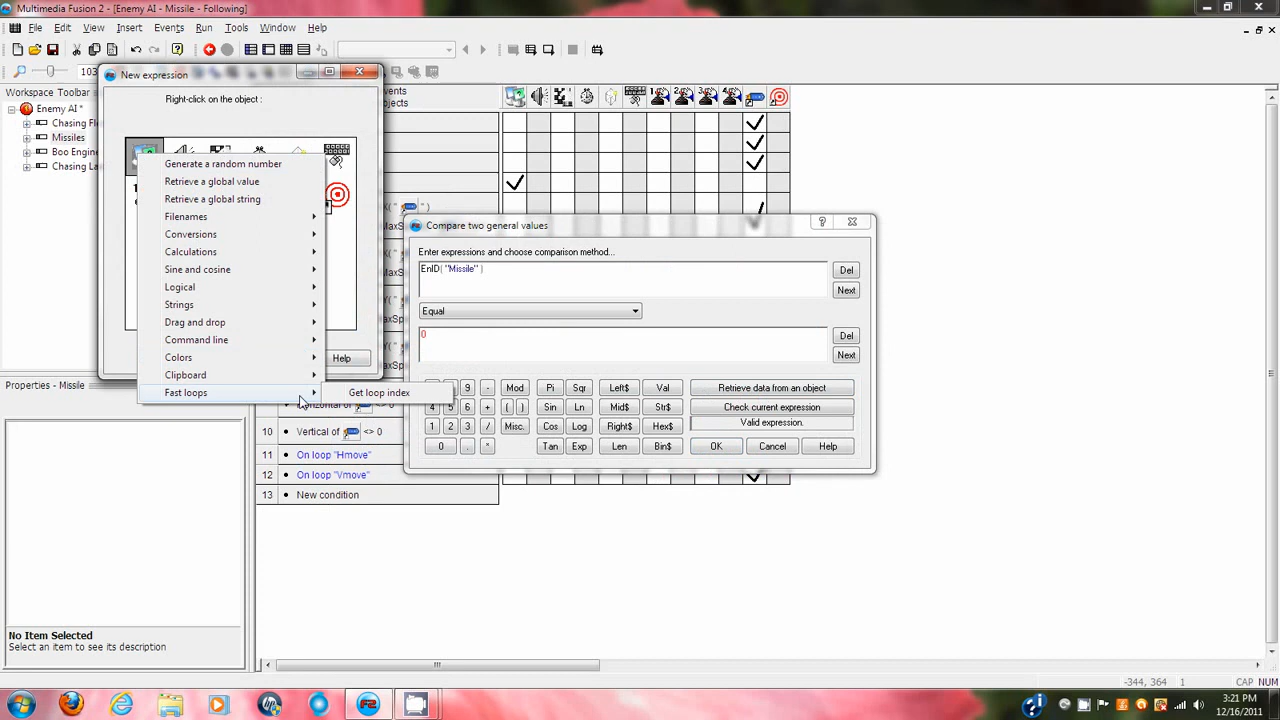 Multimedia Fusion 2 - [Enemy AI - Missile - Following]
File Edit View Insert Events Run Tools Window Help
103
Workspace Toolbar
Enemy AI *
Missiles
New expression
Right-click on the object :
Generate a random number
Retrieve a global value
Retrieve a global string
Filenames
Conversions
Calculations
Sine and cosine
Logical
Strings
Drag and drop
Command line
Colors
Clipboard
Fast loops
Get loop index
Help
Compare two general values
Enter expressions and choose comparison method...
EnID( "Missile" )
Del
Next
Equal
0
Del
Next
9 - Mod Pi Sqr Left$ Val Retrieve data from an object
4 5 6 + ( ) Sin Ln Mid$ Str$ Check current expression
1 2 3 / Misc. Cos Log Right$ Hex$ Valid expression.
0 . * Tan Exp Len Bin$ OK Cancel Help
10 • Vertical of <> 0
11 • On loop "Hmove"
12 • On loop "Vmove"
13 • New condition
Properties - Missile
No Item Selected
Select an item to see its description
-344, 364 1 CAP NUM
3:21 PM
12/16/2011